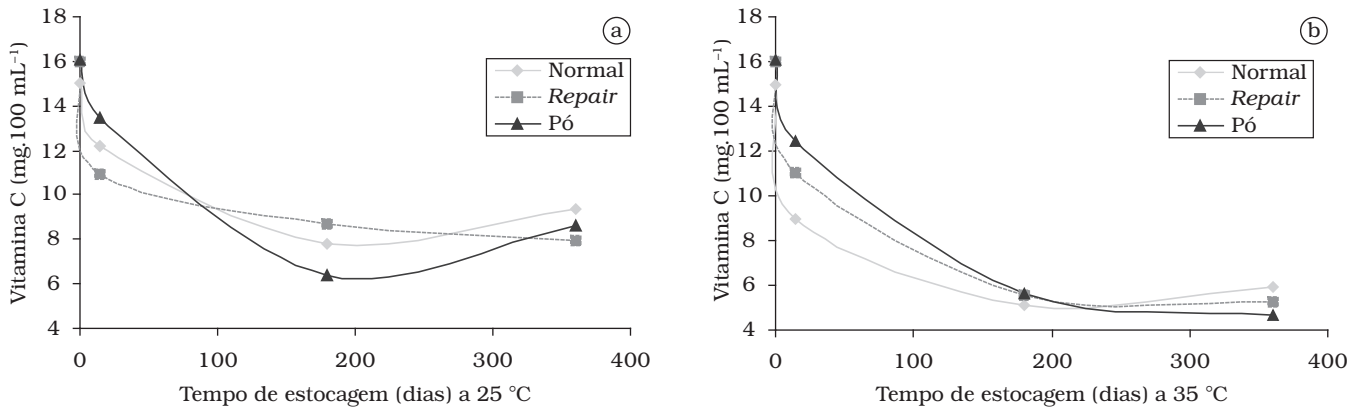 18
16
14
12
10
8
6
4
Vitamina C (mg.100 mL⁻¹)
0
100
200
300
400
Tempo de estocagem (dias) a 25 °C
a
Normal
Repair
Pó
18
16
14
12
10
8
6
4
Vitamina C (mg.100 mL⁻¹)
0
100
200
300
400
Tempo de estocagem (dias) a 35 °C
b
Normal
Repair
Pó